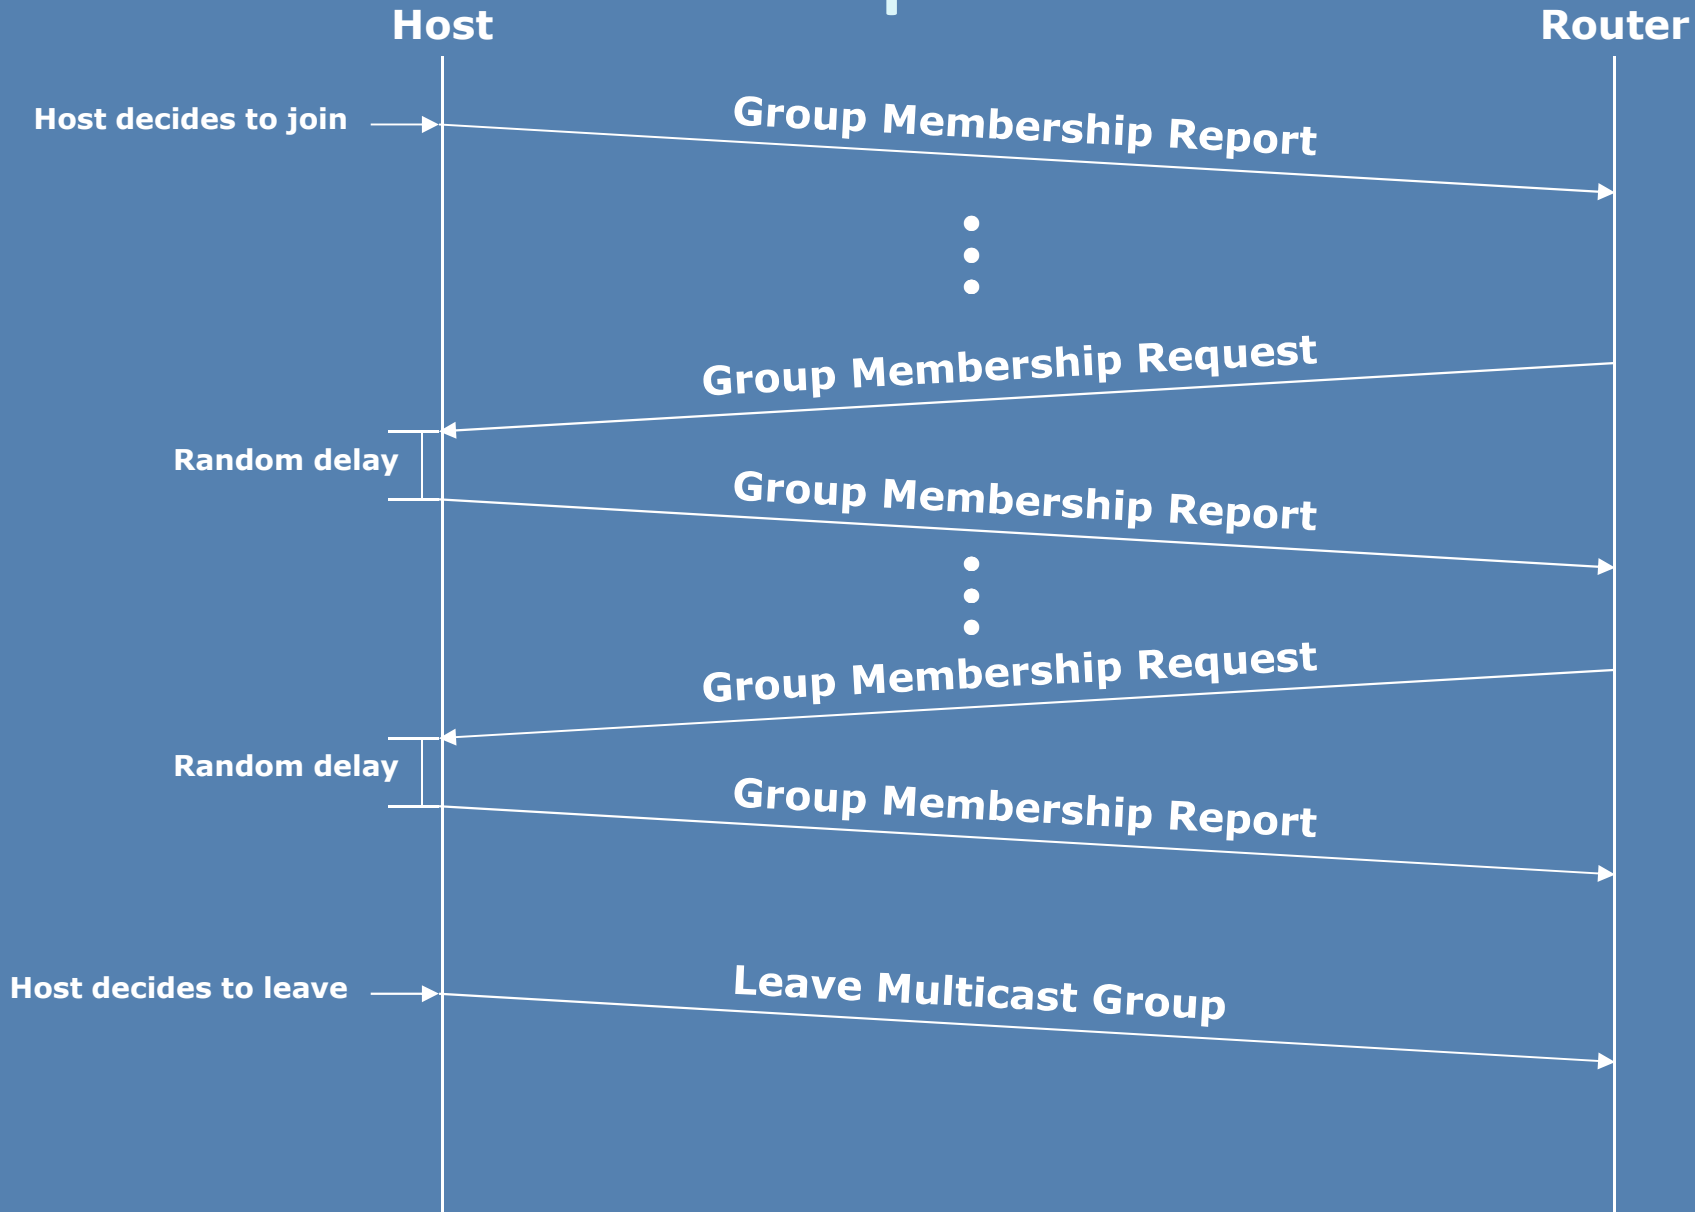 Host
Router
Host decides to join
Group Membership Report
Group Membership Request
Random delay
Group Membership Report
Group Membership Request
Random delay
Group Membership Report
Host decides to leave
Leave Multicast Group